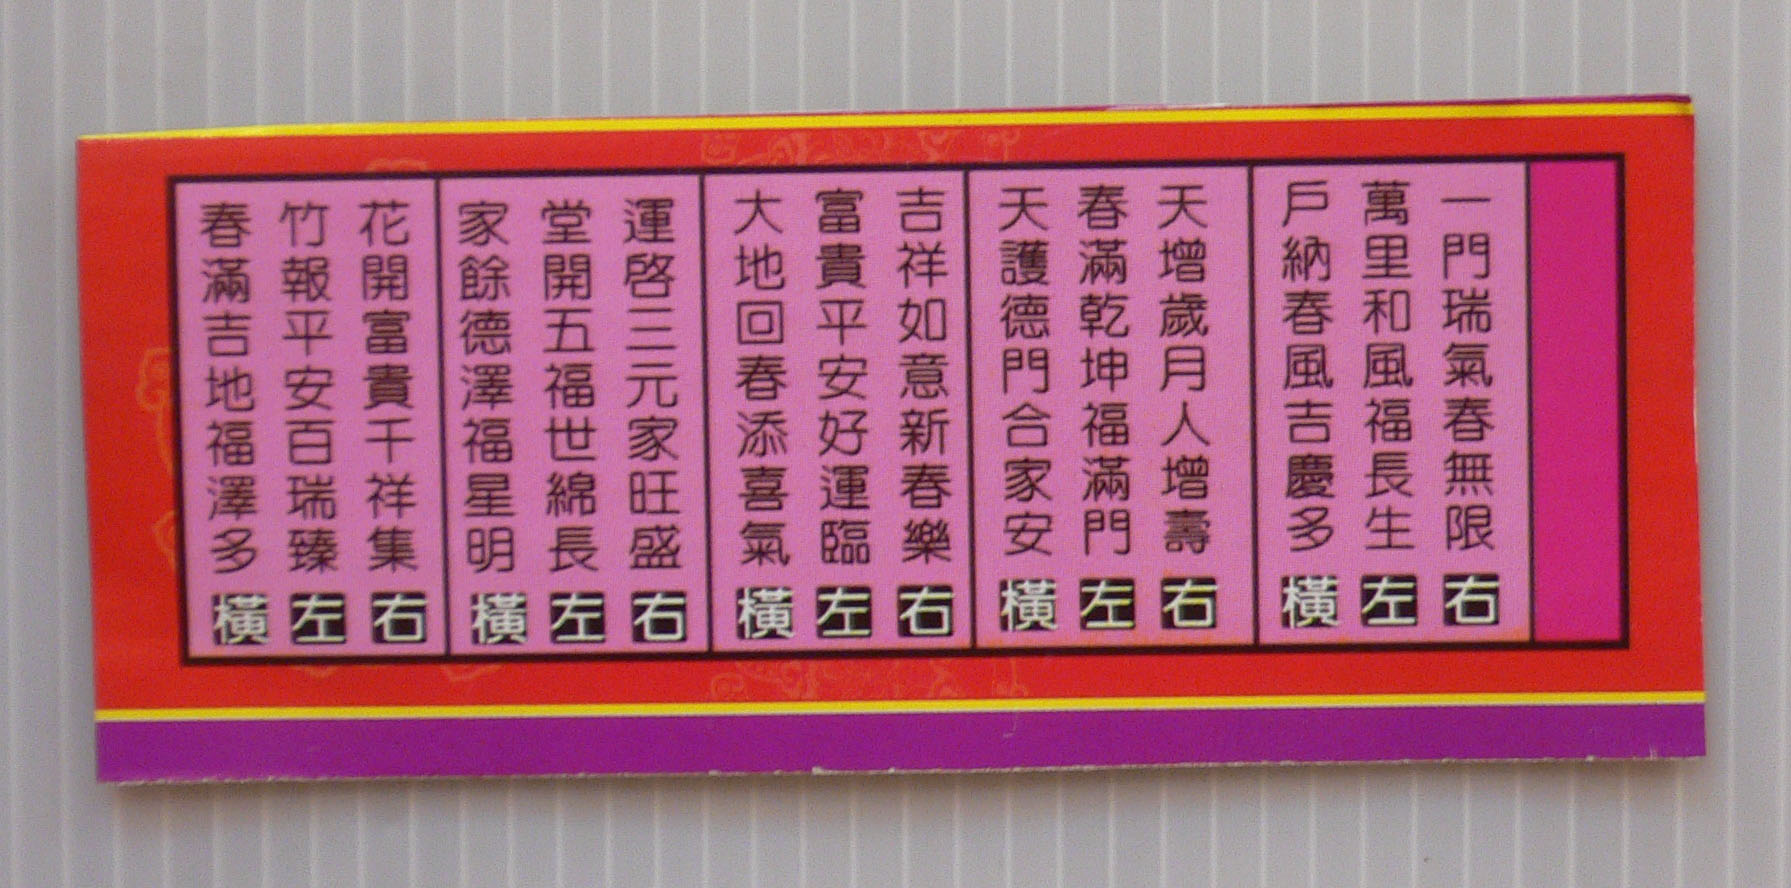 一門瑞氣春無限右
萬里和風福長生左
戶納春風吉慶多橫
天增歲月人增壽右
春滿乾坤福滿門左
天護德門合家安橫
吉祥如意新春樂右
富貴平安好運臨左
大地回春添喜氣橫
運啓三元家旺盛右
堂開五福世綿長左
家餘德澤福星明橫
花開富貴千祥集右
竹報平安百瑞臻左
春滿吉地福澤多橫